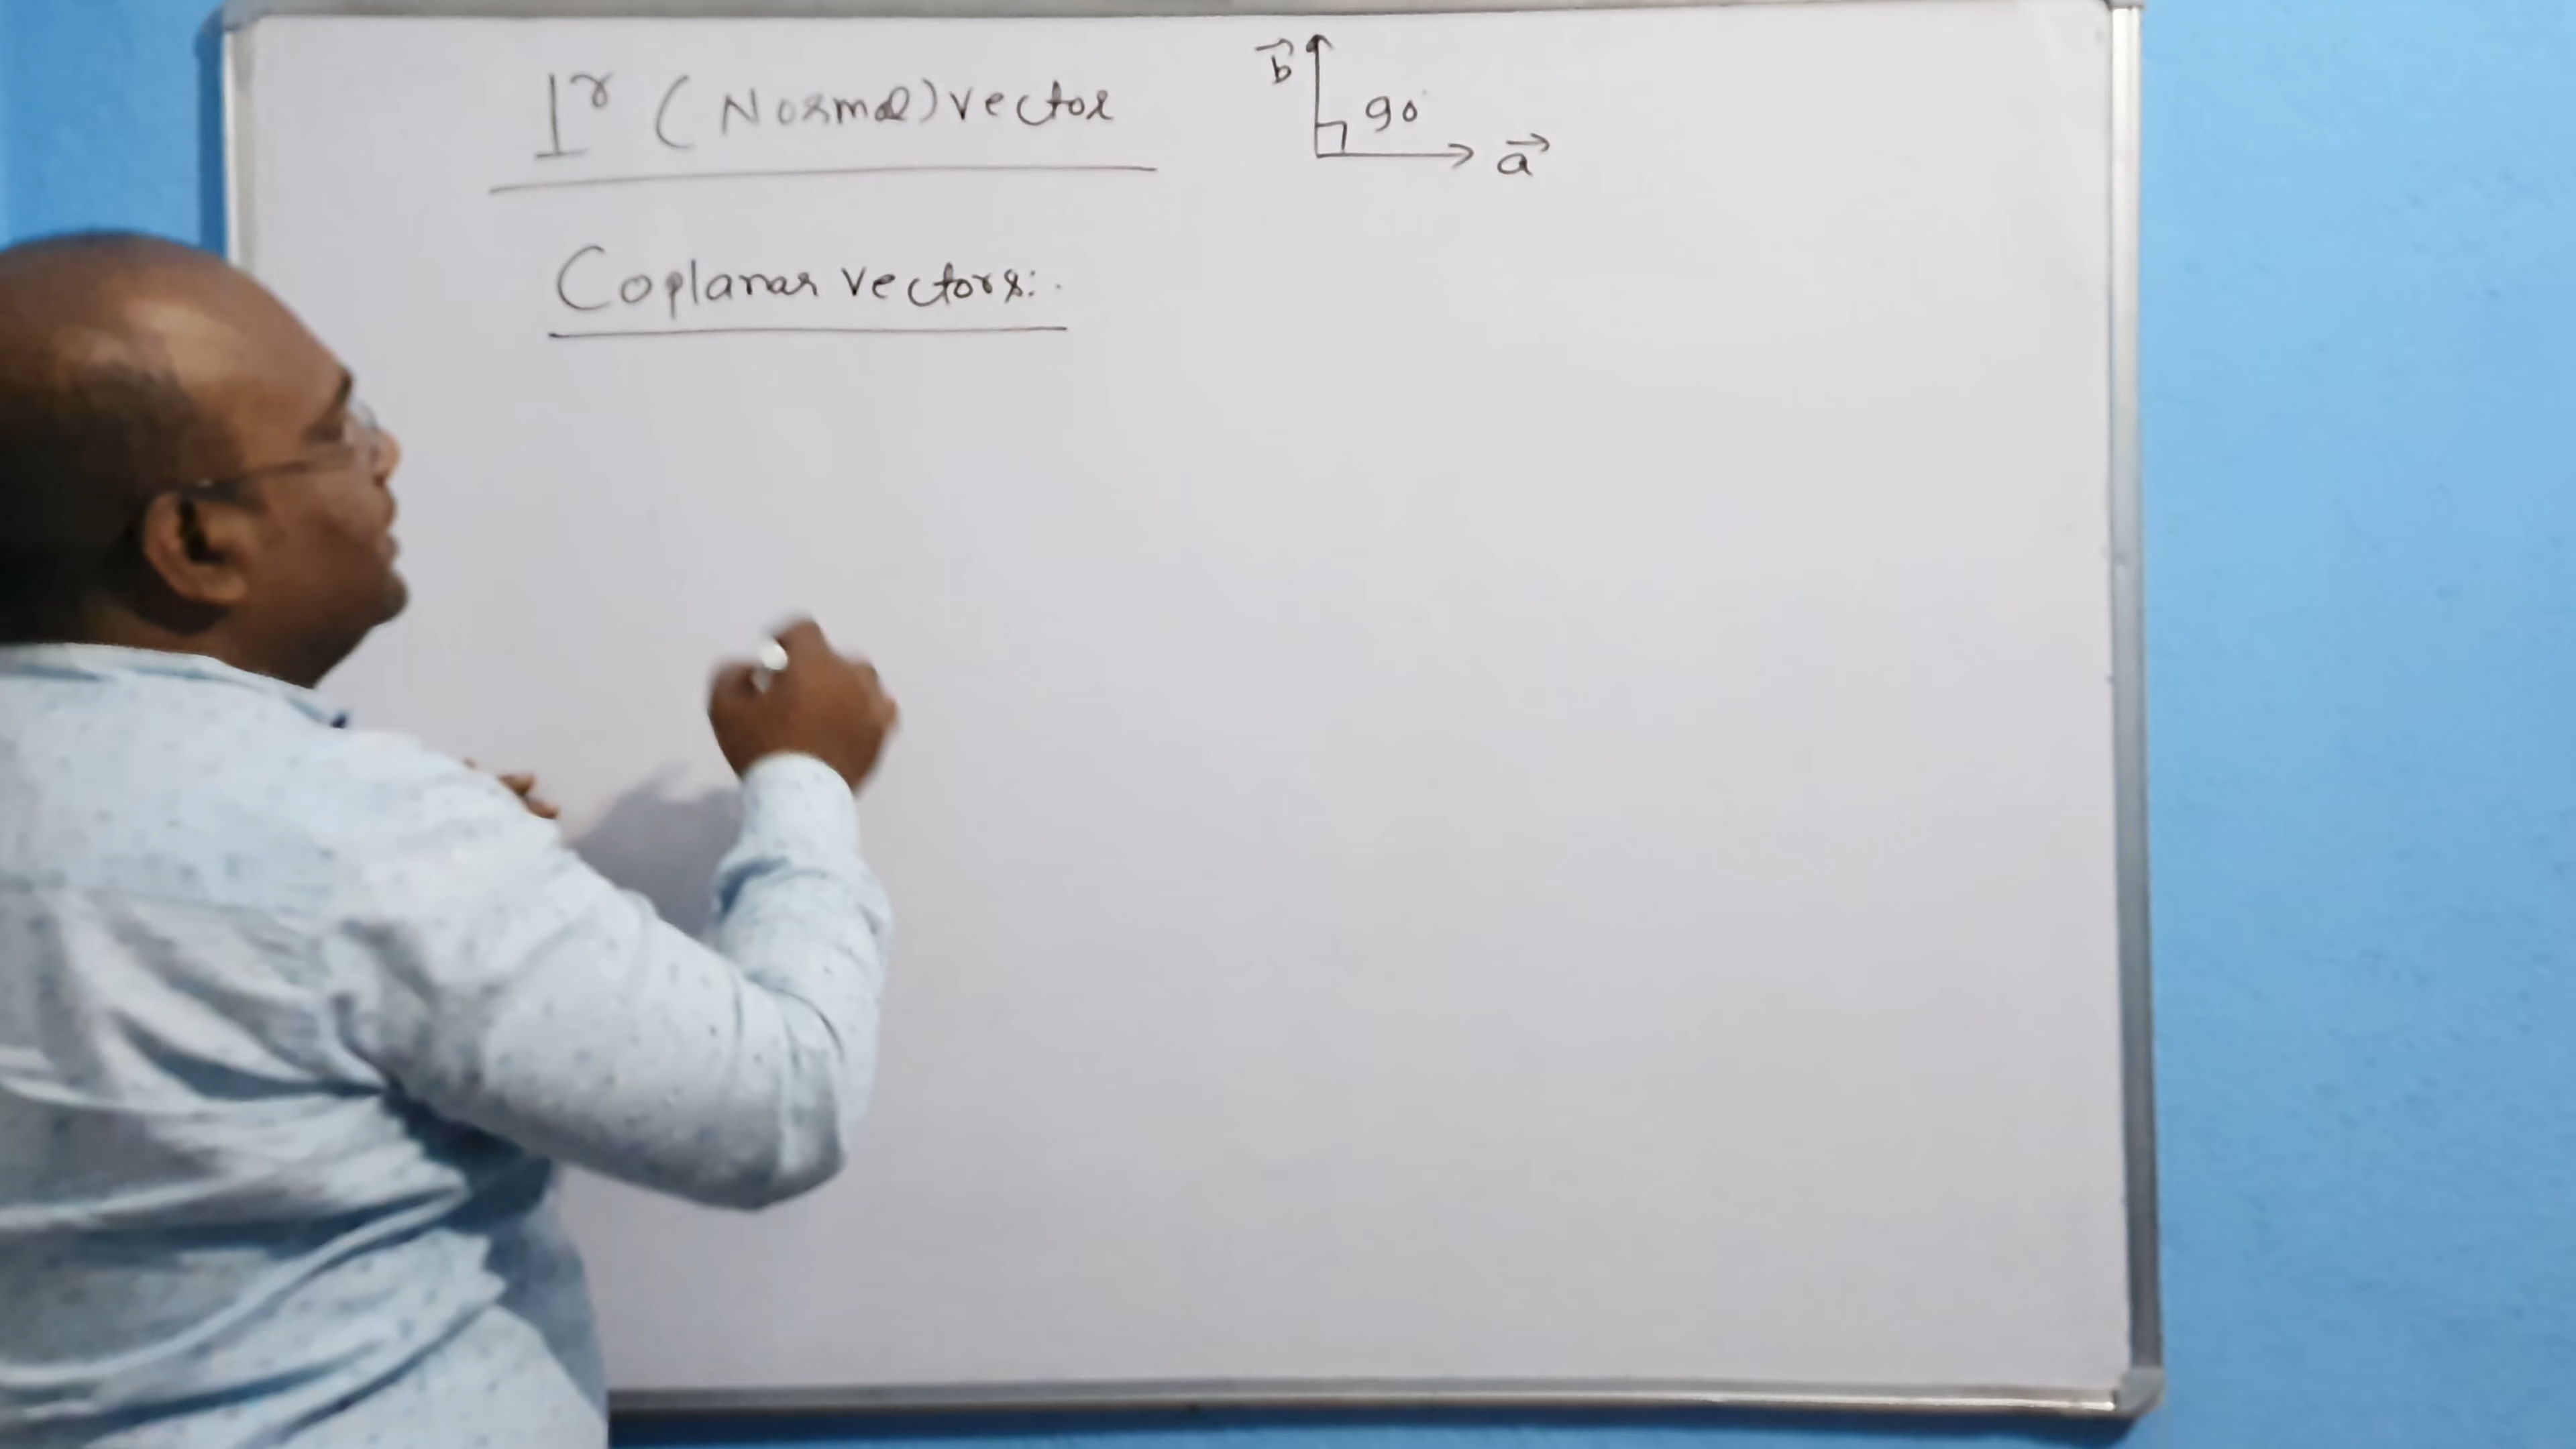 ⊥r (Normal) vector
b⃗
90
a⃗
Coplanar vectors:.